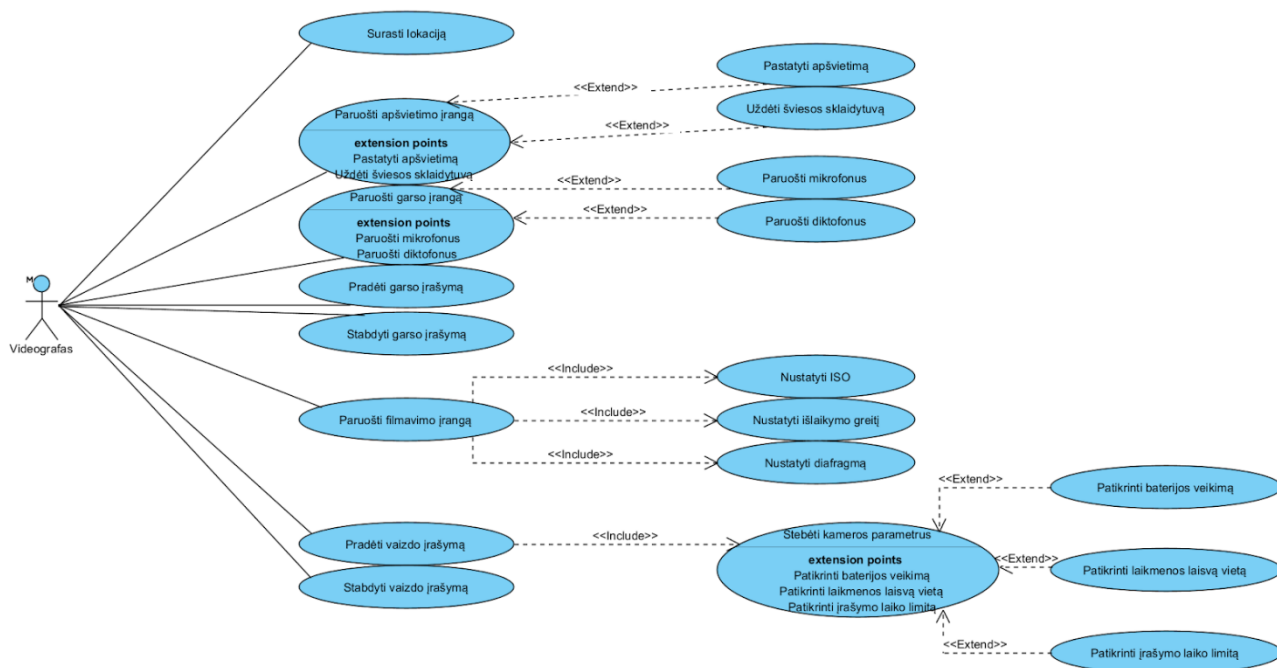 Surasti lokaciją
Pastatyti apšvietimą
<<Extend>>
Paruošti apšvietimo įrangą
Uždėti šviesos sklaidytuvą
<<Extend>>
extension points
Pastatyti apšvietimą
Uždėti šviesos sklaidytuvą
Paruošti mikrofonus
<<Extend>>
Paruošti garso įrangą
<<Extend>>
Paruošti diktofonus
extension points
Paruošti mikrofonus
Paruošti diktofonus
M
Pradėti garso įrašymą
Stabdyti garso įrašymą
Videografas
<<Include>>
Nustatyti ISO
Paruošti filmavimo įrangą
<<Include>>
Nustatyti išlaikymo greitį
<<Include>>
Nustatyti diafragmą
<<Extend>>
Patikrinti baterijos veikimą
Pradėti vaizdo įrašymą
<<Include>>
Stebėti kameros parametrus
extension points
Patikrinti baterijos veikimą
Patikrinti laikmenos laisvą vietą
Patikrinti įrašymo laiko limitą
<<Extend>>
Patikrinti laikmenos laisvą vietą
Stabdyti vaizdo įrašymą
<<Extend>>
Patikrinti įrašymo laiko limitą